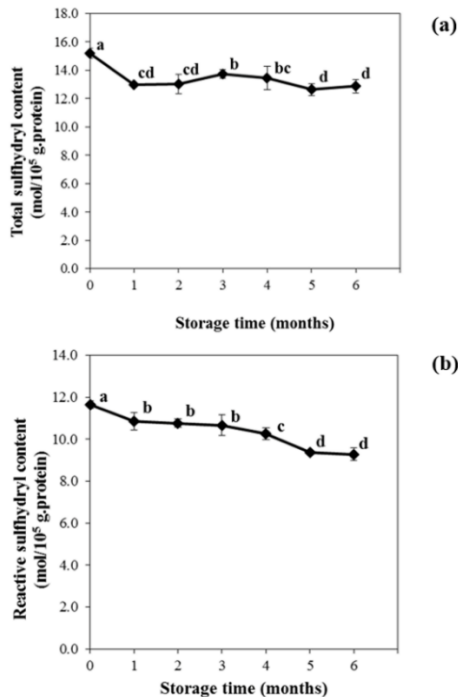 (a)
Total sulfhydryl content
(mol/10⁵ g.protein)
18.0
16.0
14.0
12.0
10.0
8.0
6.0
4.0
2.0
0.0
a
cd
cd
b
bc
d
d
0 1 2 3 4 5 6
Storage time (months)
(b)
Reactive sulfhydryl content
(mol/10⁵ g.protein)
14.0
12.0
10.0
8.0
6.0
4.0
2.0
0.0
a
b
b
b
c
d
d
0 1 2 3 4 5 6
Storage time (months)